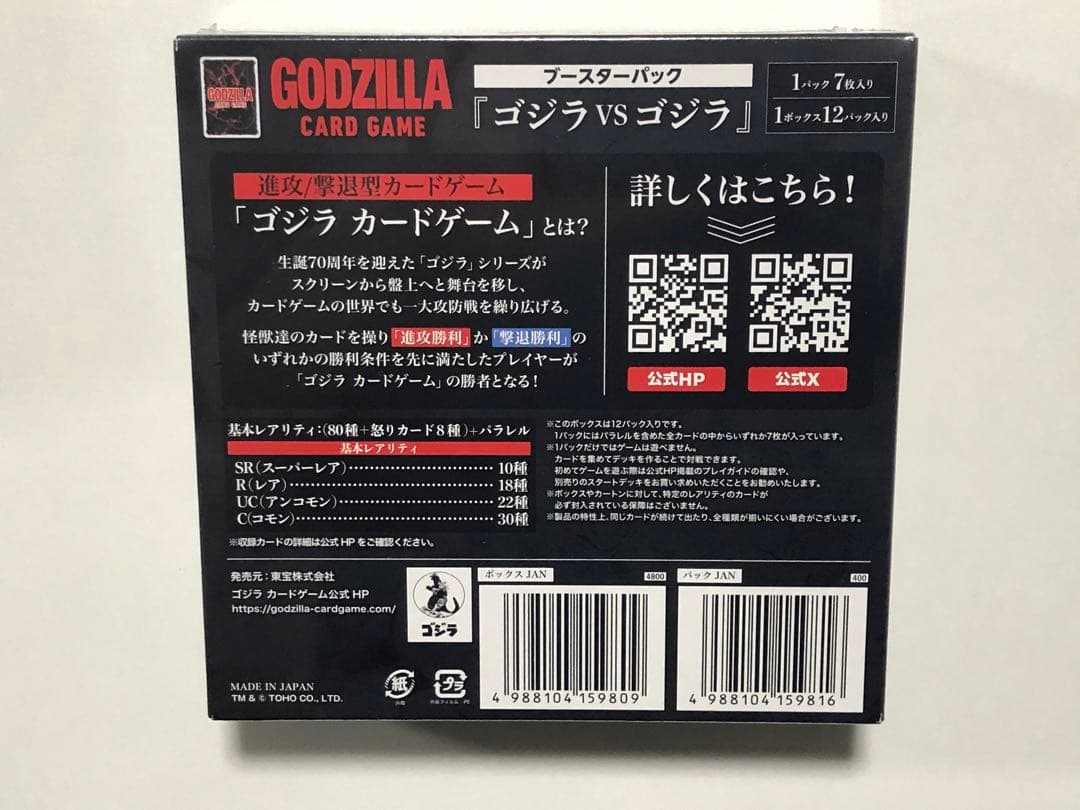 GODZILLA
CARD GAME
GODZILLA
CARD GAME
ブースターパック
『ゴジラ VS ゴジラ』
1パック 7枚入り
1ボックス12パック入り
進攻/撃退型カードゲーム
「ゴジラ カードゲーム」とは?
生誕70周年を迎えた「ゴジラ」シリーズが
スクリーンから盤上へと舞台を移し、
カードゲームの世界でも一大攻防戦を繰り広げる。
怪獣達のカードを操り「進攻勝利」か「撃退勝利」の
いずれかの勝利条件を先に満たしたプレイヤーが
「ゴジラ カードゲーム」の勝者となる!
詳しくはこちら!
公式HP
公式X
基本レアリティ:(80種+怒りカード8種)+パラレル
基本レアリティ
SR(スーパーレア)……………………… 10種
R(レア)……………………………… 18種
UC(アンコモン)………………………… 22種
C(コモン)…………………………… 30種
※収録カードの詳細は公式HPをご確認ください。
※このボックスは12パック入りです。
1パックにはパラレルを含めた全カードの中からいずれか7枚が入っています。
※1パックだけではゲームは遊べません。
カードを集めてデッキを作ることで対戦できます。
初めてゲームを遊ぶ際は公式HP掲載のプレイガイドの確認や、
別売りのスタートデッキをお買い求めいただくことをお勧めいたします。
※ボックスやカートンに対して、特定のレアリティのカードが
必ず封入されている保障はございません。
※製品の特性上、同じカードが続けて出たり、全種類が揃いにくい場合がございます。
発売元:東宝株式会社
ゴジラ カードゲーム公式 HP
https://godzilla-cardgame.com/
ゴジラ
MADE IN JAPAN
TM & © TOHO CO., LTD.
紙
外箱
プラ
外装フィルム:PE
ボックス JAN
4800
4 988104 159809
パック JAN
400
4 988104 159816